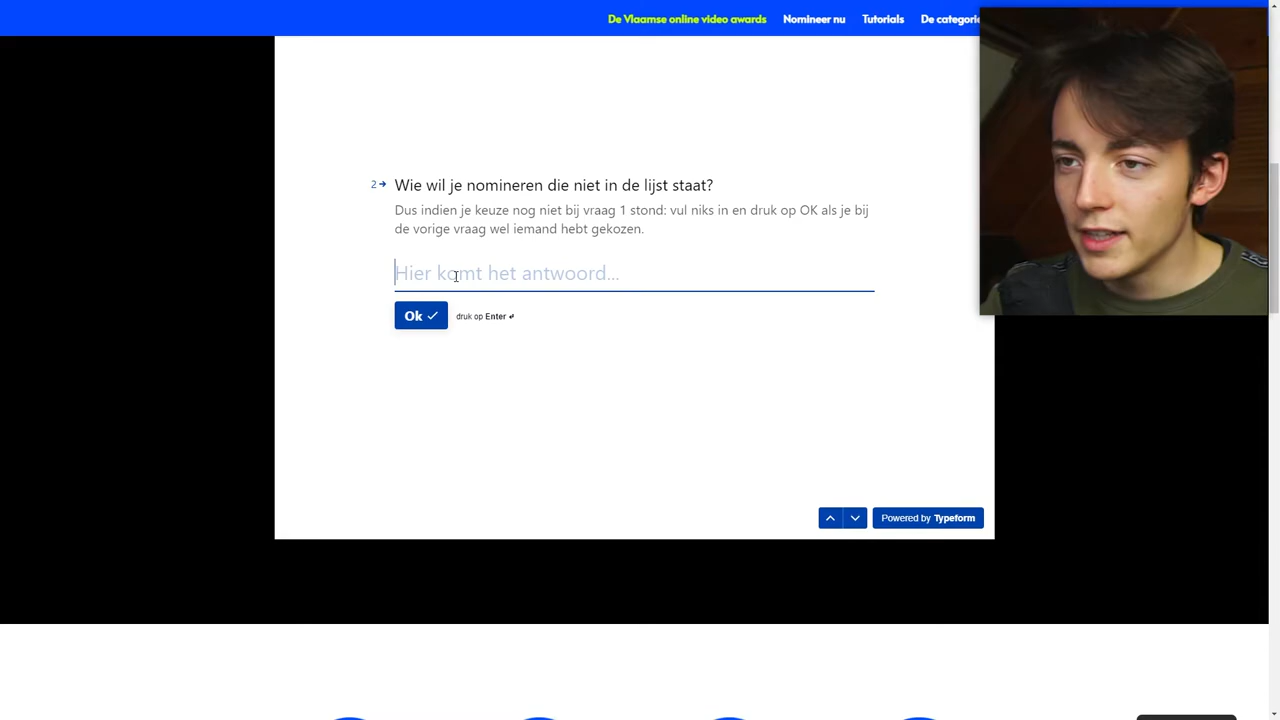 De Vlaamse online video awards Nomineer nu Tutorials De categorie
2 Wie wil je nomineren die niet in de lijst staat?
Dus indien je keuze nog niet bij vraag 1 stond: vul niks in en druk op OK als je bij
de vorige vraag wel iemand hebt gekozen.
Hier komt het antwoord...
Ok druk op Enter
Powered by Typeform